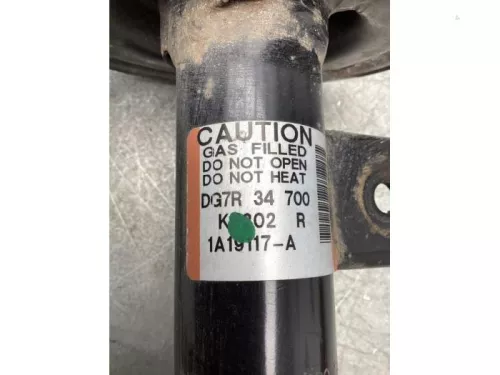 CAUTION
GAS FILLED
DO NOT OPEN
DO NOT HEAT
DG7R 34 700
R
1A19117-A